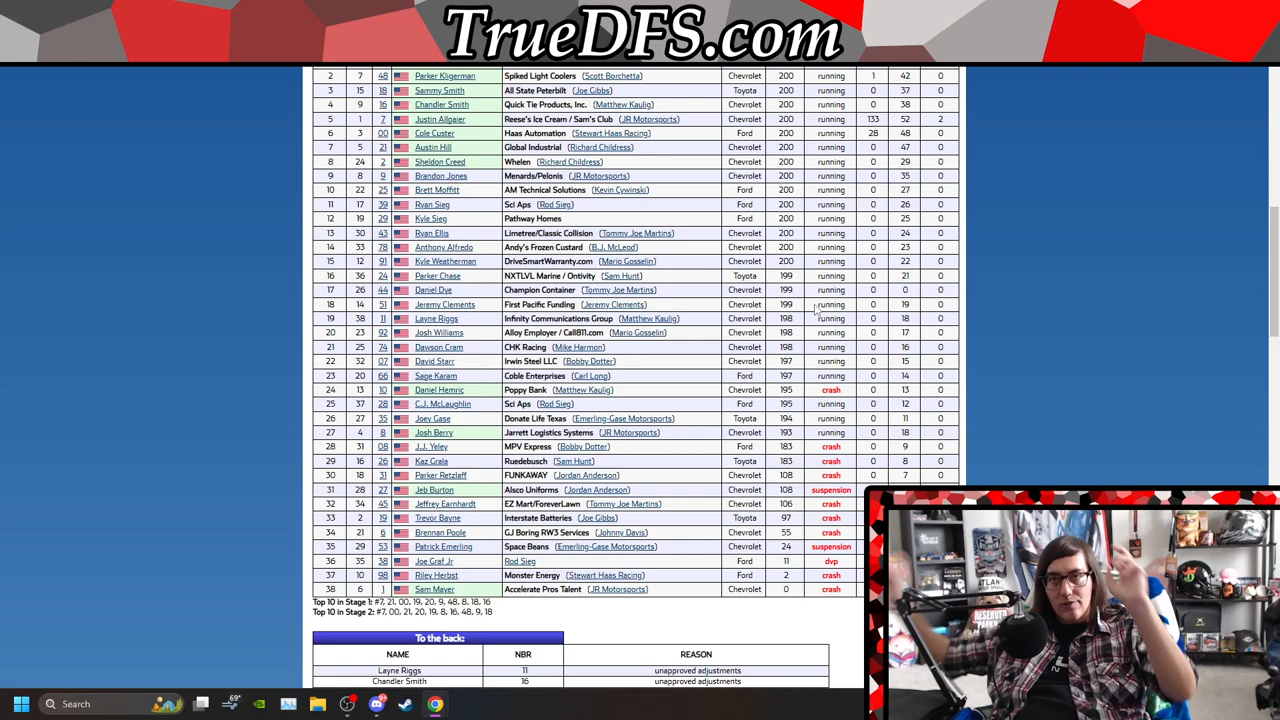 TrueDFS.com
2 7 48 Parker Kligerman Spiked Light Coolers (Scott Borchetta) Chevrolet 200 running 1 42 0
3 15 18 Sammy Smith All State Peterbilt (Joe Gibbs) Toyota 200 running 0 37 0
4 9 16 Chandler Smith Quick Tie Products, Inc. (Matthew Kaulig) Chevrolet 200 running 0 38 0
5 1 7 Justin Allgaier Reese's Ice Cream / Sam's Club (JR Motorsports) Chevrolet 200 running 133 52 2
6 3 00 Cole Custer Haas Automation (Stewart Haas Racing) Ford 200 running 28 48 0
7 5 21 Austin Hill Global Industrial (Richard Childress) Chevrolet 200 running 0 47 0
8 24 2 Sheldon Creed Whelen (Richard Childress) Chevrolet 200 running 0 29 0
9 8 9 Brandon Jones Menards/Pelonis (JR Motorsports) Chevrolet 200 running 0 35 0
10 22 25 Brett Moffitt AM Technical Solutions (Kevin Cywinski) Ford 200 running 0 27 0
11 17 39 Ryan Sieg Sci Aps (Rod Sieg) Ford 200 running 0 26 0
12 19 29 Kyle Sieg Pathway Homes Ford 200 running 0 25 0
13 30 43 Ryan Ellis Limetree/Classic Collision (Tommy Joe Martins) Chevrolet 200 running 0 24 0
14 33 78 Anthony Alfredo Andy's Frozen Custard (B.J. McLeod) Chevrolet 200 running 0 23 0
15 12 91 Kyle Weatherman DriveSmartWarranty.com (Mario Gosselin) Chevrolet 200 running 0 22 0
16 36 24 Parker Chase NXTLVL Marine / Ontivity (Sam Hunt) Toyota 199 running 0 21 0
17 26 44 Daniel Dye Champion Container (Tommy Joe Martins) Chevrolet 199 running 0 0 0
18 14 51 Jeremy Clements First Pacific Funding (Jeremy Clements) Chevrolet 199 running 0 19 0
19 38 11 Layne Riggs Infinity Communications Group (Matthew Kaulig) Chevrolet 198 running 0 18 0
20 23 92 Josh Williams Alloy Employer / Call811.com (Mario Gosselin) Chevrolet 198 running 0 17 0
21 25 74 Dawson Cram CHK Racing (Mike Harmon) Chevrolet 198 running 0 16 0
22 32 07 David Starr Irwin Steel LLC (Bobby Dotter) Chevrolet 197 running 0 15 0
23 20 66 Sage Karam Coble Enterprises (Carl Long) Ford 197 running 0 14 0
24 13 10 Daniel Hemric Poppy Bank (Matthew Kaulig) Chevrolet 195 crash 0 13 0
25 37 28 C.J. McLaughlin Sci Aps (Rod Sieg) Ford 195 running 0 12 0
26 27 35 Joey Gase Donate Life Texas (Emerling-Gase Motorsports) Toyota 194 running 0 11 0
27 4 8 Josh Berry Jarrett Logistics Systems (JR Motorsports) Chevrolet 193 running 0 18 0
28 31 08 J.J. Yeley MPV Express (Bobby Dotter) Ford 183 crash 0 9 0
29 16 26 Kaz Grala Ruedebusch (Sam Hunt) Toyota 183 crash 0 8 0
30 18 31 Parker Retzlaff FUNKAWAY (Jordan Anderson) Chevrolet 108 crash 0 7 0
31 28 27 Jeb Burton Alsco Uniforms (Jordan Anderson) Chevrolet 108 suspension
32 34 45 Jeffrey Earnhardt EZ Mart/ForeverLawn (Tommy Joe Martins) Chevrolet 106 crash
33 2 19 Trevor Bayne Interstate Batteries (Joe Gibbs) Toyota 97 crash
34 21 6 Brennan Poole GJ Boring RW3 Services (Johnny Davis) Chevrolet 55 crash
35 29 53 Patrick Emerling Space Beans (Emerling-Gase Motorsports) Chevrolet 24 suspension
36 35 38 Joe Graf Jr Rod Sieg Ford 11 dvp
37 10 98 Riley Herbst Monster Energy (Stewart Haas Racing) Ford 2 crash
38 6 1 Sam Mayer Accelerate Pros Talent (JR Motorsports) Chevrolet 0 crash
Top 10 in Stage 1: #7, 21, 00, 19, 20, 9, 48, 8, 18, 16
Top 10 in Stage 2: #7, 00, 21, 20, 19, 8, 16, 48, 9, 18
To the back:
NAME NBR REASON
Layne Riggs 11 unapproved adjustments
Chandler Smith 16 unapproved adjustments
Search
69°